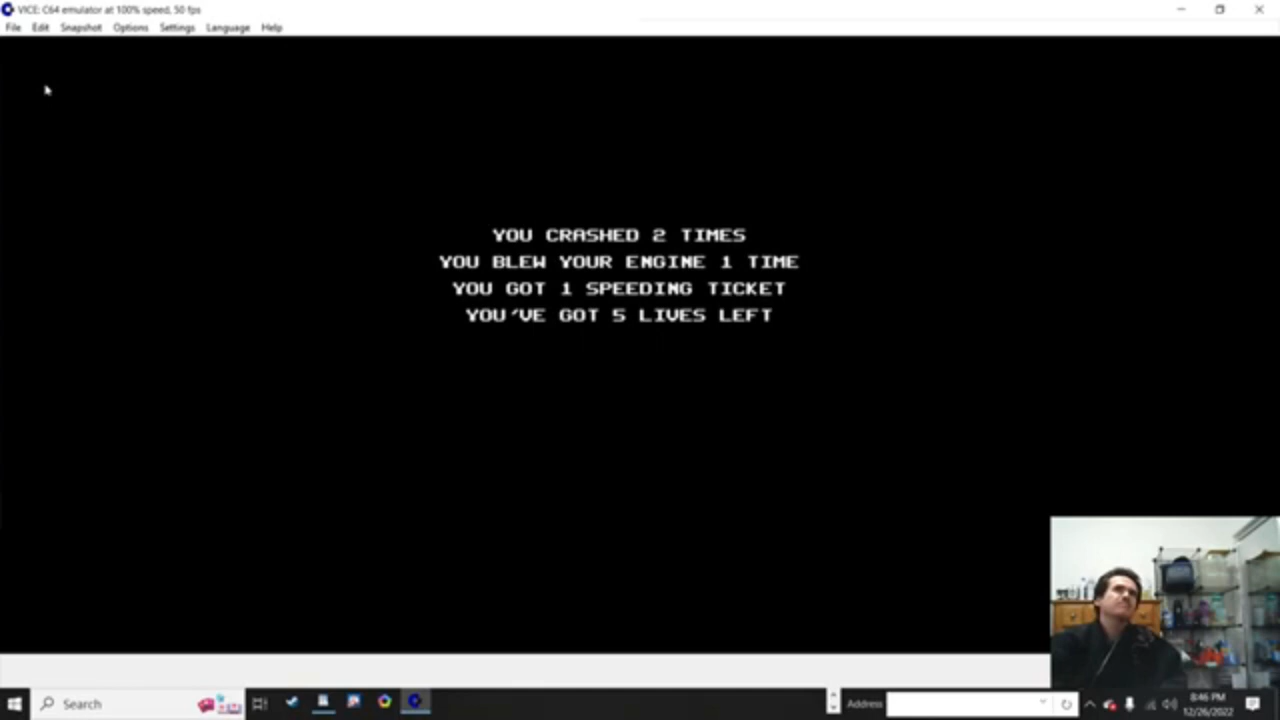 VICE: C64 emulator at 100% speed, 50 fps
File Edit Snapshot Options Settings Language Help
YOU CRASHED 2 TIMES
YOU BLEW YOUR ENGINE 1 TIME
YOU GOT 1 SPEEDING TICKET
YOU'VE GOT 5 LIVES LEFT
Search
Address
8:46 PM
12/26/2022